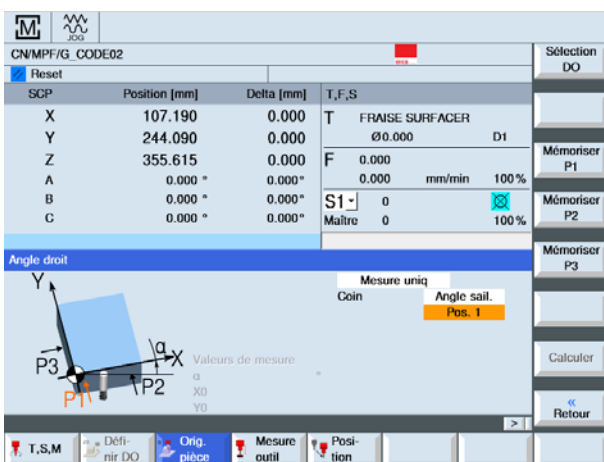 M
JOG
CN/MPF/G_CODE02
Reset
SCP Position [mm] Delta [mm] T,F,S
X 107.190 0.000 T FRAISE SURFACER
Y 244.090 0.000 Ø0.000 D1
Z 355.615 0.000 F 0.000
A 0.000 ° 0.000° 0.000 mm/min 100%
B 0.000 ° 0.000° S1 0
C 0.000 ° 0.000° Maître 0 100%
Angle droit
Mesure uniq
Coin Angle sail.
Pos. 1
Y
α
X
P3
P1
P2
Valeurs de mesure
α °
X0
Y0
>
Sélection
DO
Mémoriser
P1
Mémoriser
P2
Mémoriser
P3
Calculer
«
Retour
T,S,M
Défi-
nir DO
Orig.
pièce
Mesure
outil
Posi-
tion